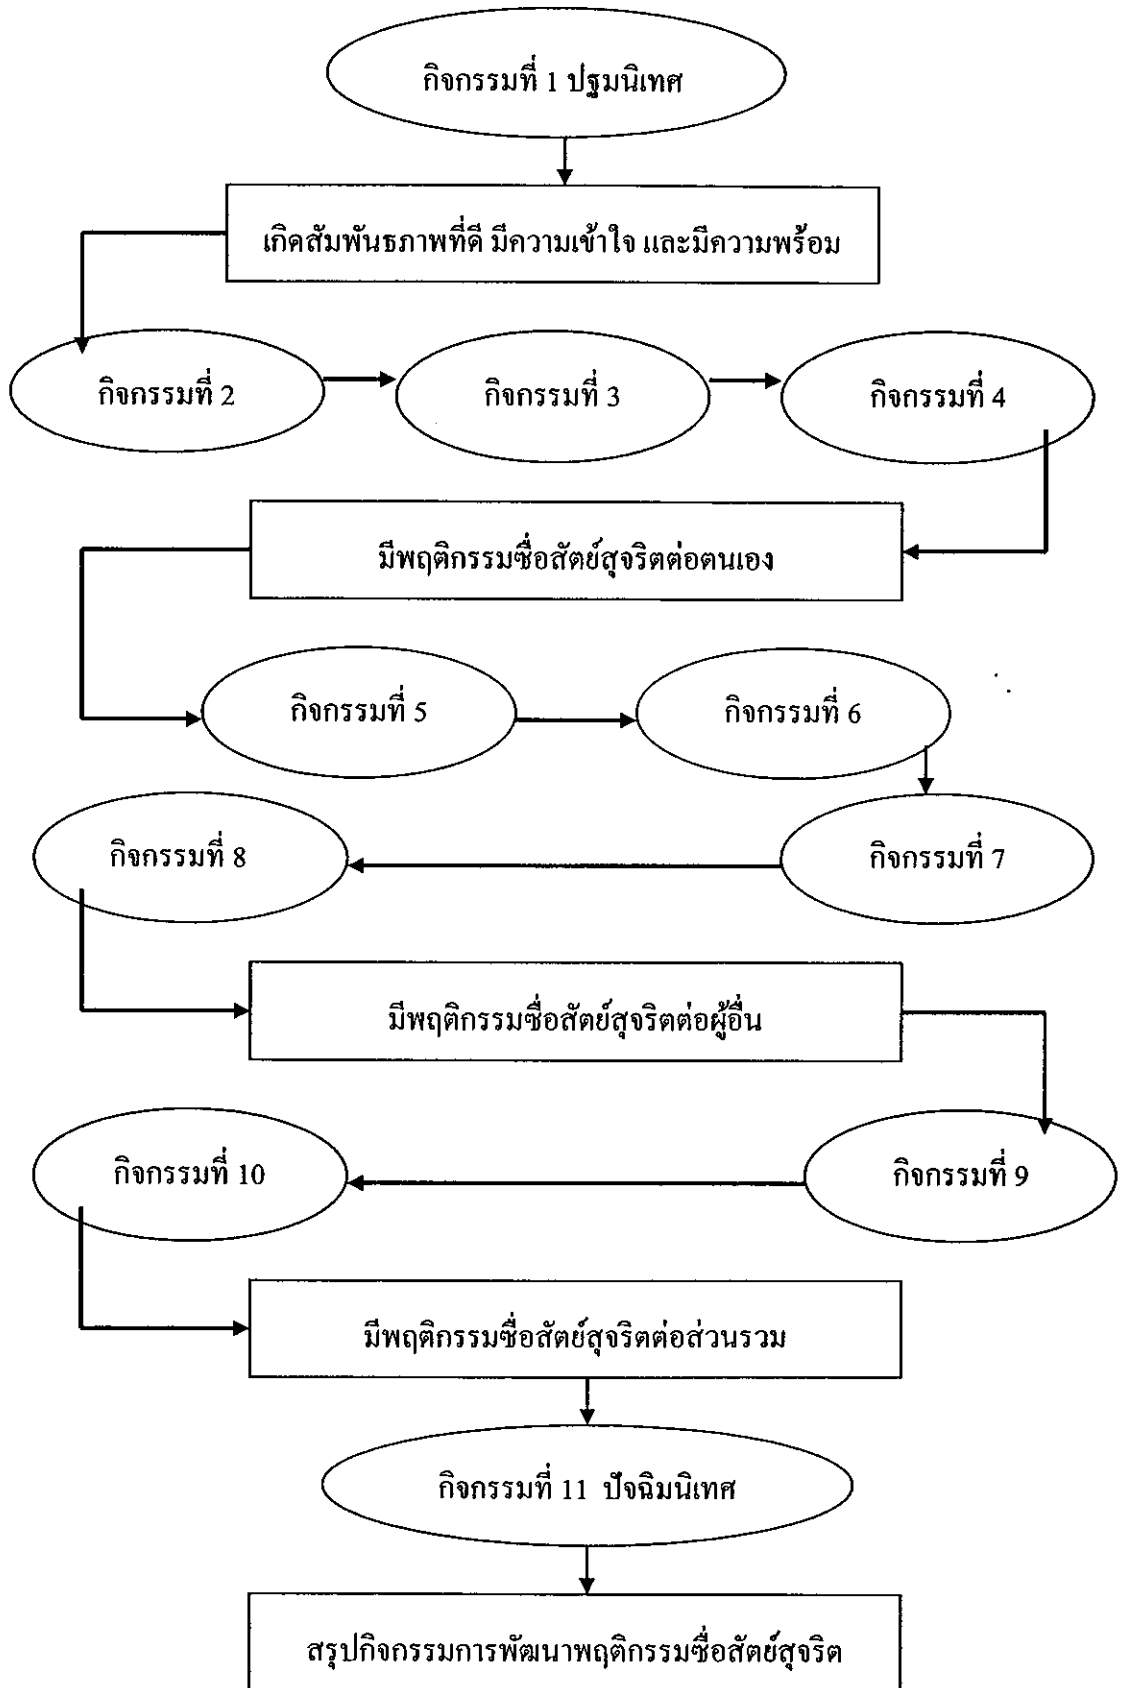 กิจกรรมที่ 1 ปฐมนิเทศ
เกิดสัมพันธภาพที่ดี มีความเข้าใจ และมีความพร้อม
กิจกรรมที่ 2
กิจกรรมที่ 3
กิจกรรมที่ 4
มีพฤติกรรมซื่อสัตย์สุจริตต่อตนเอง
กิจกรรมที่ 5
กิจกรรมที่ 6
กิจกรรมที่ 7
กิจกรรมที่ 8
มีพฤติกรรมซื่อสัตย์สุจริตต่อผู้อื่น
กิจกรรมที่ 9
กิจกรรมที่ 10
มีพฤติกรรมซื่อสัตย์สุจริตต่อส่วนรวม
กิจกรรมที่ 11 ปัจฉิมนิเทศ
สรุปกิจกรรมการพัฒนาพฤติกรรมซื่อสัตย์สุจริต